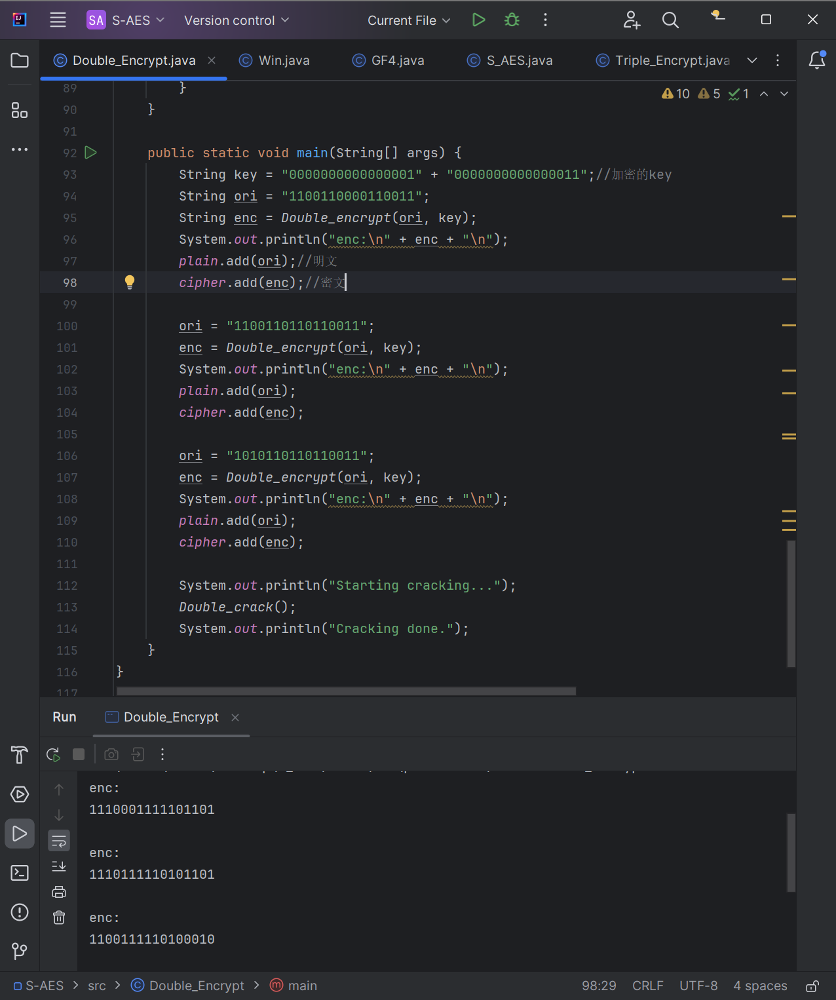 SA S-AES Version control Current File
Double_Encrypt.java Win.java GF4.java S_AES.java Triple_Encrypt.java
10 5 1
89         }
90     }
91
92     public static void main(String[] args) {
93         String key = "0000000000000001" + "0000000000000011";//加密的key
94         String ori = "1100110000110011";
95         String enc = Double_encrypt(ori, key);
96         System.out.println("enc:\n" + enc + "\n");
97         plain.add(ori);//明文
98         cipher.add(enc);//密文
99
100         ori = "1100110110110011";
101         enc = Double_encrypt(ori, key);
102         System.out.println("enc:\n" + enc + "\n");
103         plain.add(ori);
104         cipher.add(enc);
105
106         ori = "1010110110110011";
107         enc = Double_encrypt(ori, key);
108         System.out.println("enc:\n" + enc + "\n");
109         plain.add(ori);
110         cipher.add(enc);
111
112         System.out.println("Starting cracking...");
113         Double_crack();
114         System.out.println("Cracking done.");
115     }
116 }
117
Run Double_Encrypt
enc:
1110001111101101
enc:
1110111110101101
enc:
1100111110100010
S-AES > src > Double_Encrypt > main 98:29 CRLF UTF-8 4 spaces